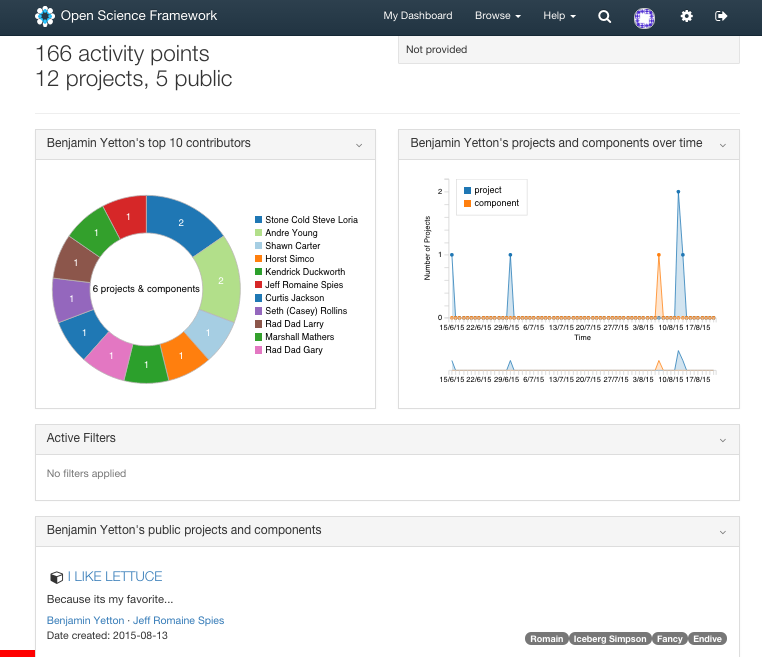 Open Science Framework
My Dashboard Browse Help
166 activity points
12 projects, 5 public
Not provided
Benjamin Yetton's top 10 contributors
2
2
1
1
1
1
1
1
1
1
1
6 projects & components
Stone Cold Steve Loria
Andre Young
Shawn Carter
Horst Simco
Kendrick Duckworth
Jeff Romaine Spies
Curtis Jackson
Seth (Casey) Rollins
Rad Dad Larry
Marshall Mathers
Rad Dad Gary
Benjamin Yetton's projects and components over time
project
component
Number of Projects
2
1
0
15/6/15 22/6/15 29/6/15 6/7/15 13/7/15 20/7/15 27/7/15 3/8/15 10/8/15 17/8/15
Time
15/6/15 22/6/15 29/6/15 6/7/15 13/7/15 20/7/15 27/7/15 3/8/15 10/8/15 17/8/15
Active Filters
No filters applied
Benjamin Yetton's public projects and components
I LIKE LETTUCE
Because its my favorite...
Benjamin Yetton · Jeff Romaine Spies
Date created: 2015-08-13
Romain Iceberg Simpson Fancy Endive